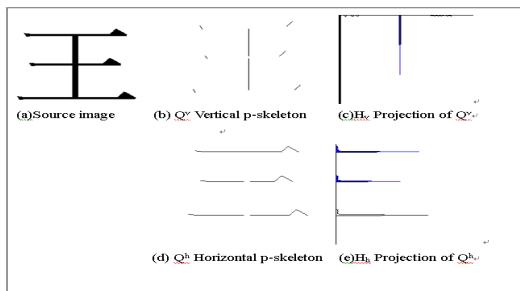 王
(a)Source image (b) Qᵛ Vertical p-skeleton (c)Hᵥ Projection of Qᵛ
(d) Qʰ Horizontal p-skeleton (e)Hₕ Projection of Qʰ